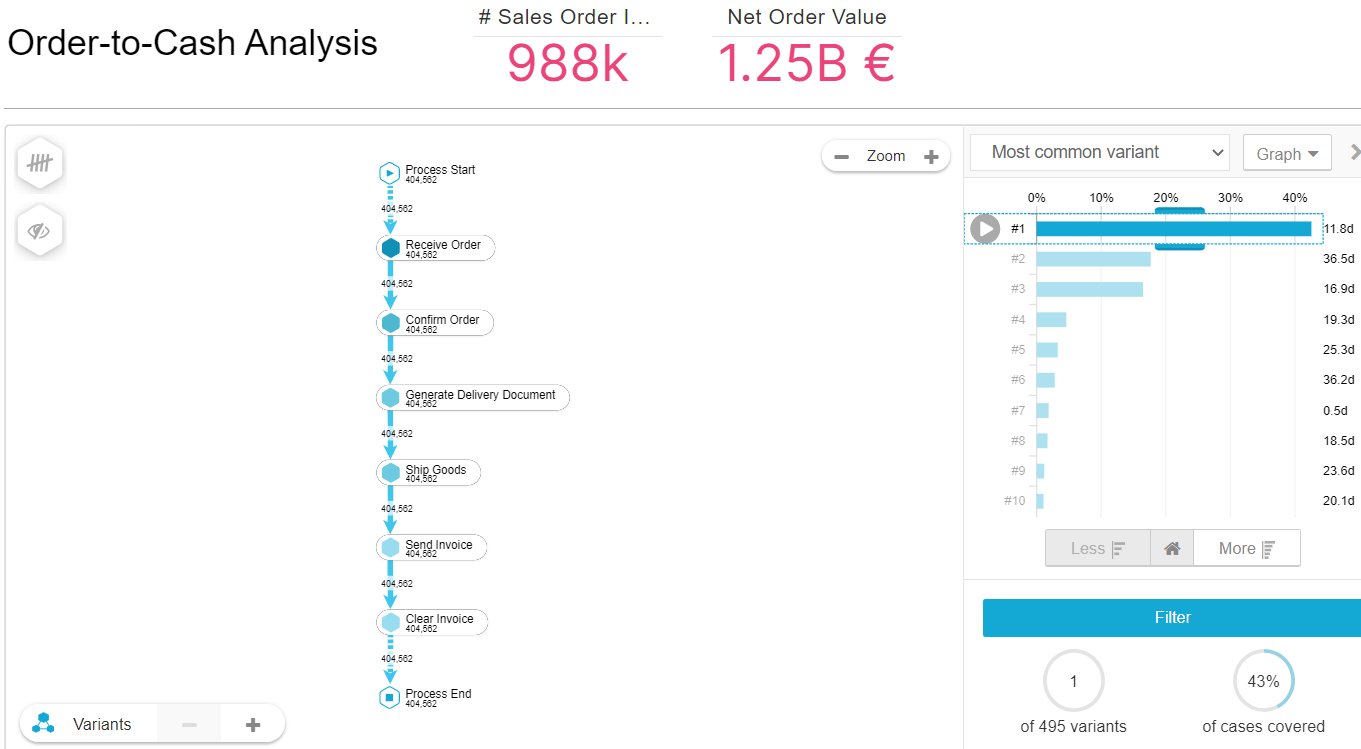 Order-to-Cash Analysis
# Sales Order I...
988k
Net Order Value
1.25B €
Process Start
404,562
404,562
Receive Order
404,562
404,562
Confirm Order
404,562
404,562
Generate Delivery Document
404,562
404,562
Ship Goods
404,562
404,562
Send Invoice
404,562
404,562
Clear Invoice
404,562
404,562
Process End
404,562
Variants
Zoom
Most common variant
Graph
0% 10% 20% 30% 40%
#1 11.8d
#2 36.5d
#3 16.9d
#4 19.3d
#5 25.3d
#6 36.2d
#7 0.5d
#8 18.5d
#9 23.6d
#10 20.1d
Less More
Filter
1
of 495 variants
43%
of cases covered